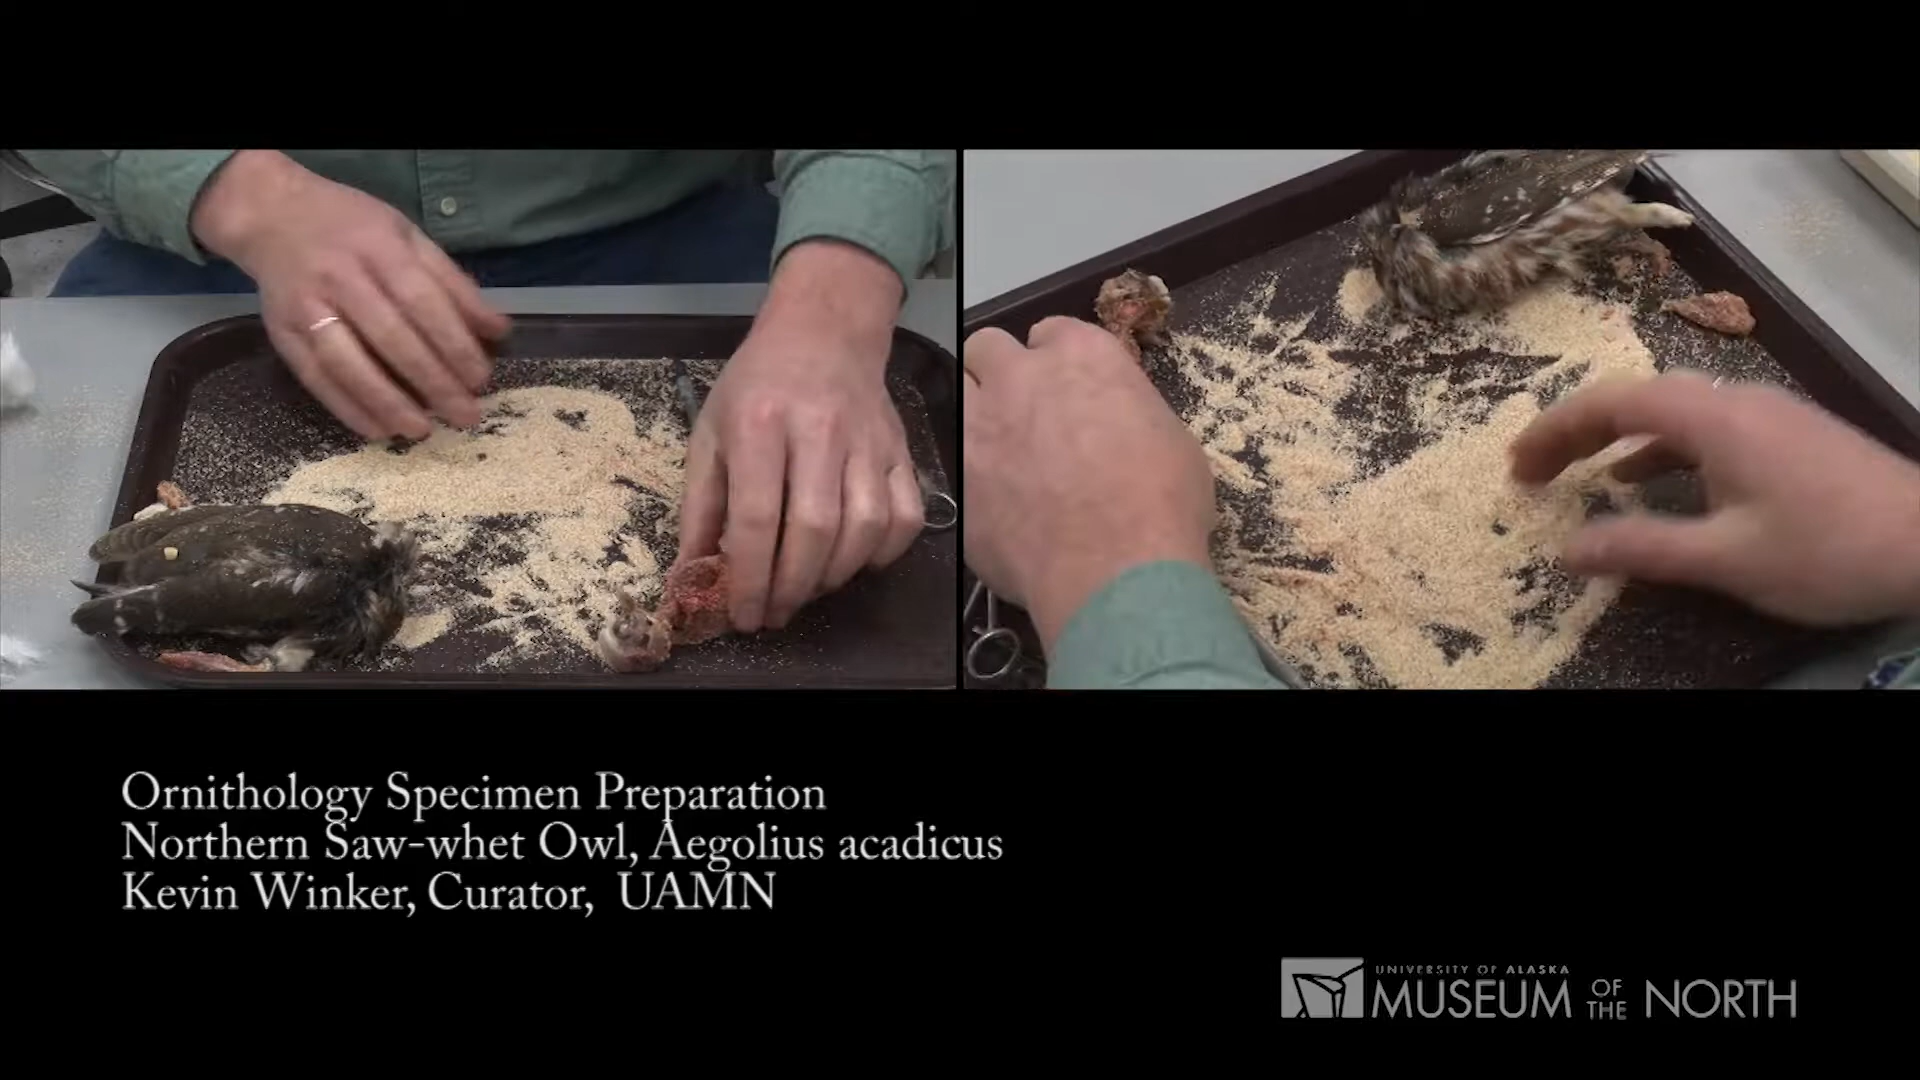 Ornithology Specimen Preparation
Northern Saw-whet Owl, Aegolius acadicus
Kevin Winker, Curator, UAMN
UNIVERSITY OF ALASKA
MUSEUM OF THE NORTH